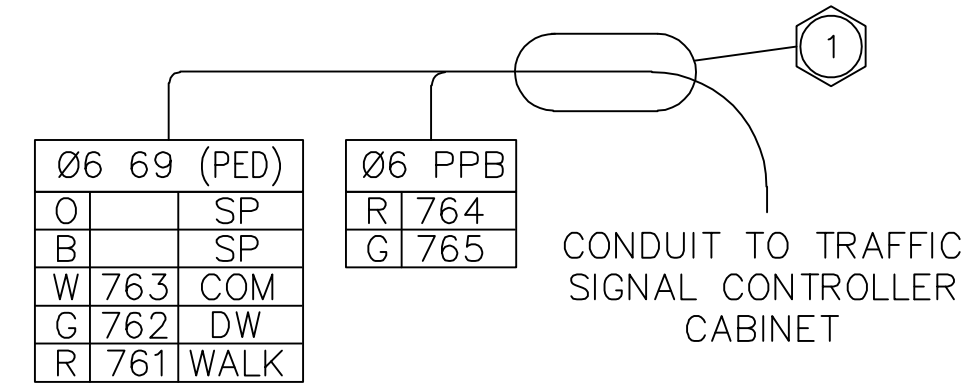 1
Ø6 69 (PED)
O SP
B SP
W 763 COM
G 762 DW
R 761 WALK
Ø6 PPB
R 764
G 765
CONDUIT TO TRAFFIC
SIGNAL CONTROLLER
CABINET